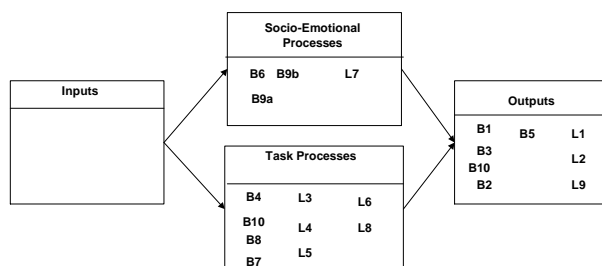 Inputs
Socio-Emotional
Processes
B6 B9b L7
B9a
Task Processes
B4 L3 L6
B10 L4 L8
B8
B7 L5
Outputs
B1 B5 L1
B3
B10 L2
B2 L9